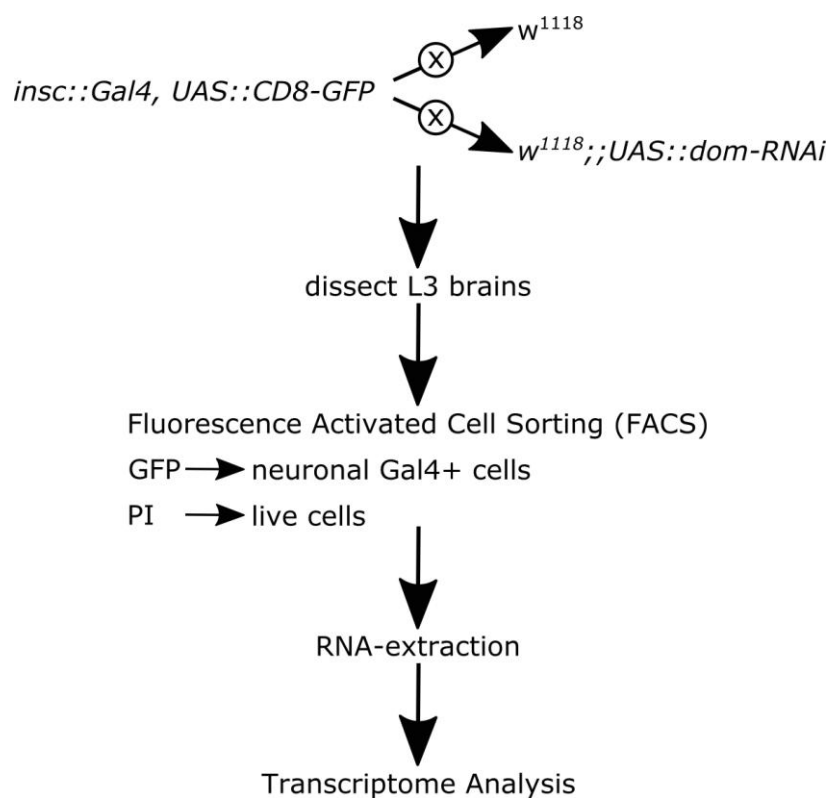 w1118
X
insc::Gal4, UAS::CD8-GFP
X
w1118;;UAS::dom-RNAi
dissect L3 brains
Fluorescence Activated Cell Sorting (FACS)
GFP neuronal Gal4+ cells
PI live cells
RNA-extraction
Transcriptome Analysis